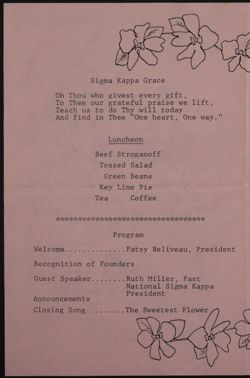 Sigma Kappa Grace
Oh Thou who givest every gift,
To Thee our grateful praise we lift,
Teach us to do Thy will today
And find in Thee "One heart, One way."
Luncheon
Beef Stroganoff
Tossed Salad
Green Beans
Key Lime Pie
Tea Coffee
**********************************
Program
Welcome.............Patsy Beliveau, President
Recognition of Founders
Guest Speaker........Ruth Miller, Past
National Sigma Kappa
President
Announcements
Closing Song.........The Sweetest Flower